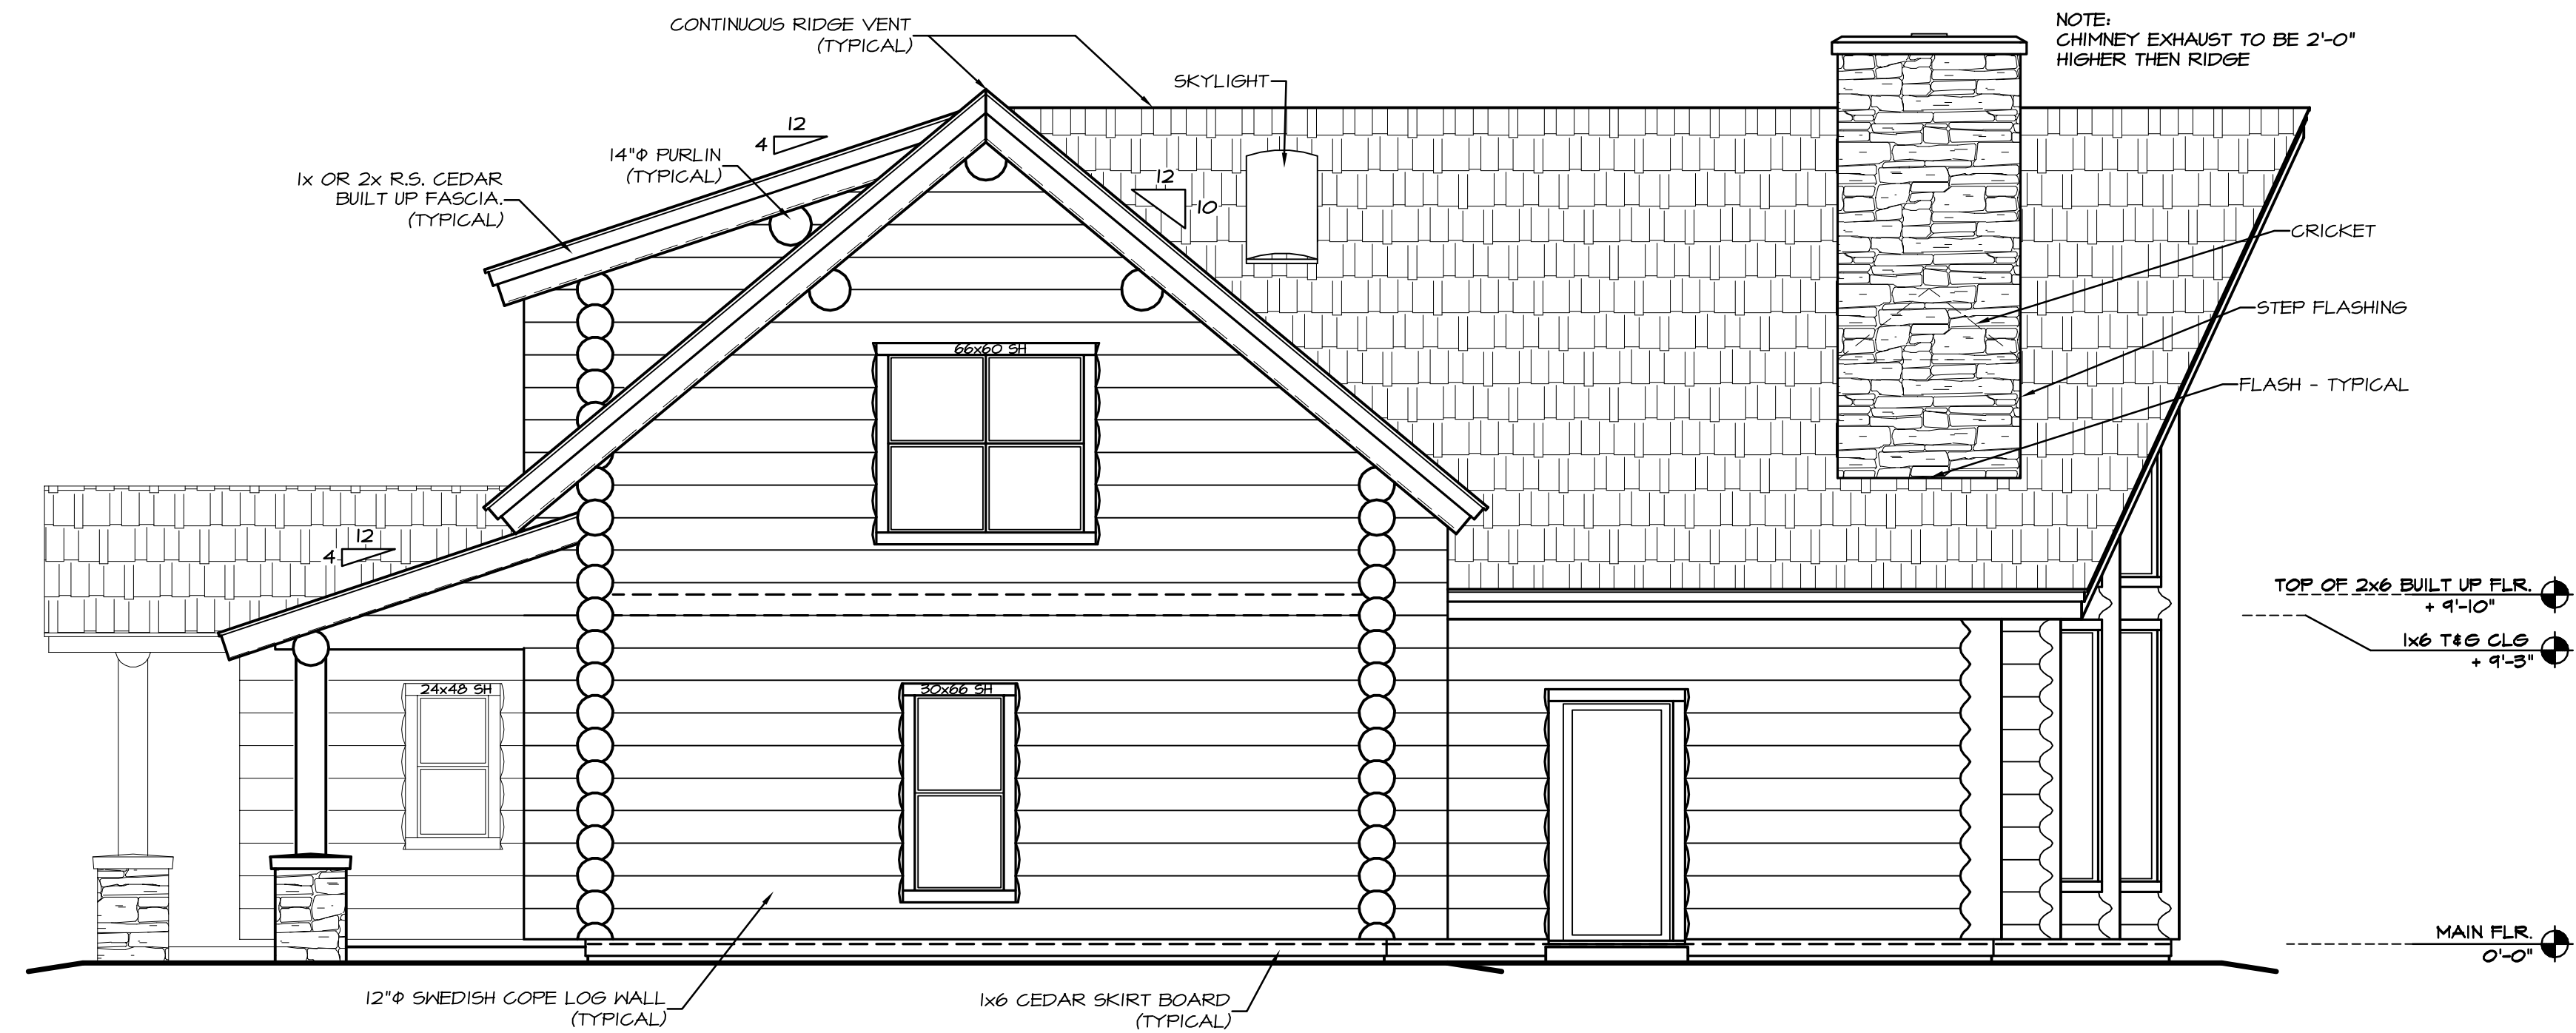 CONTINUOUS RIDGE VENT
(TYPICAL)
NOTE:
CHIMNEY EXHAUST TO BE 2'-0"
HIGHER THEN RIDGE
SKYLIGHT
12
4
14"Φ PURLIN
(TYPICAL)
1x OR 2x R.S. CEDAR
BUILT UP FASCIA.
(TYPICAL)
12
10
CRICKET
STEP FLASHING
66x60 SH
FLASH - TYPICAL
12
4
TOP OF 2x6 BUILT UP FLR.
+ 9'-10"
1x6 T&G CLG
+ 9'-3"
24x48 SH
30x66 SH
MAIN FLR.
0'-0"
12"Φ SWEDISH COPE LOG WALL
(TYPICAL)
1x6 CEDAR SKIRT BOARD
(TYPICAL)